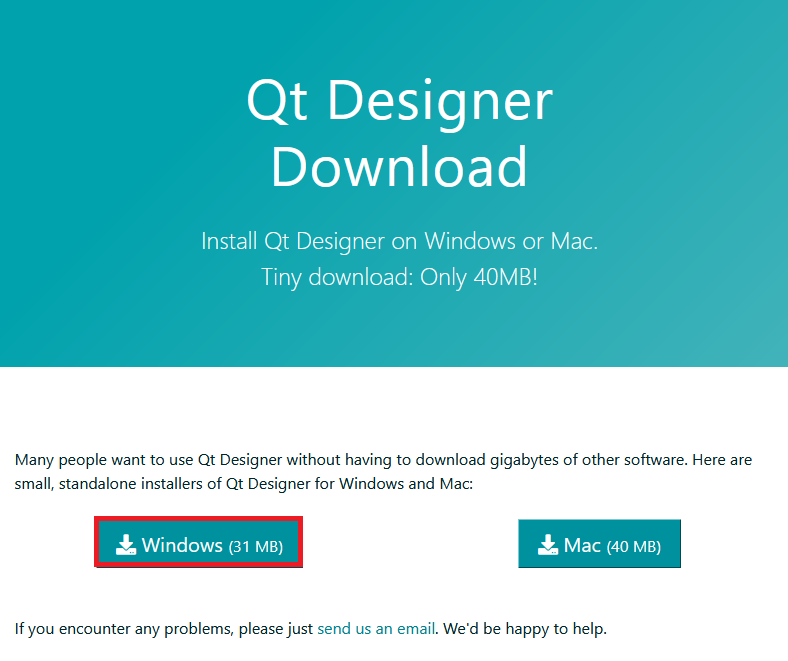 Qt Designer
Download
Install Qt Designer on Windows or Mac.
Tiny download: Only 40MB!
Many people want to use Qt Designer without having to download gigabytes of other software. Here are
small, standalone installers of Qt Designer for Windows and Mac:
Windows (31 MB)
Mac (40 MB)
If you encounter any problems, please just send us an email. We'd be happy to help.